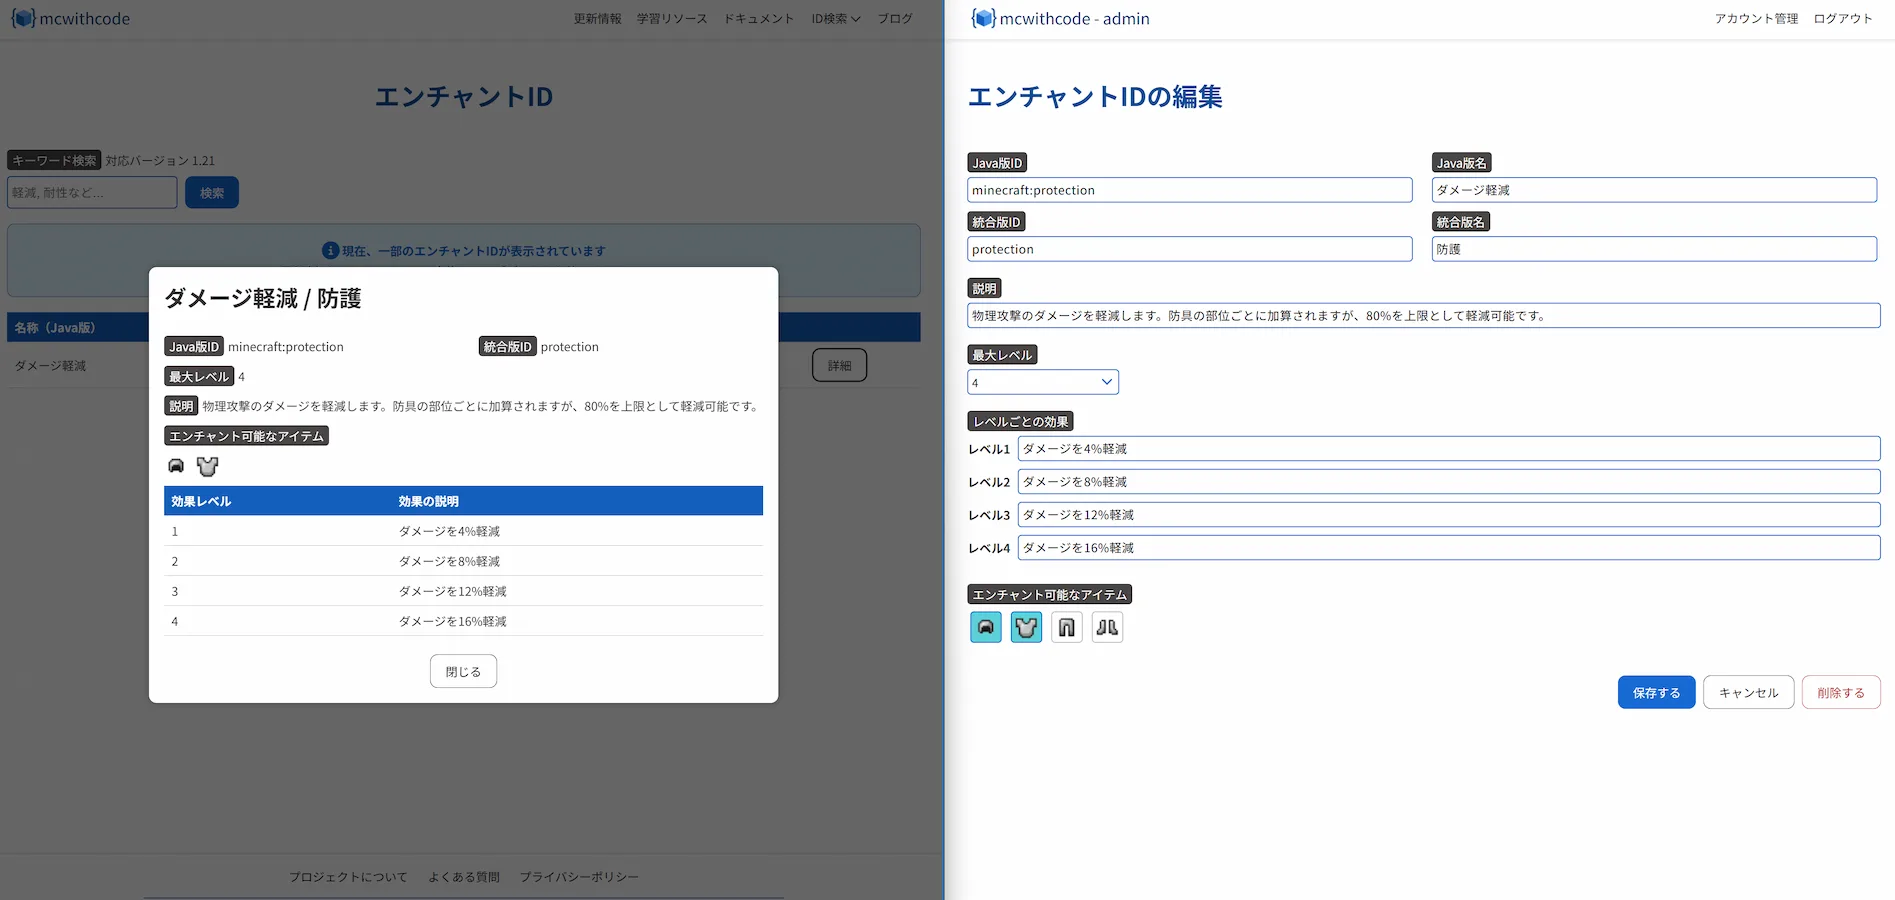 mcwithcode
更新情報 学習リソース ドキュメント ID検索 ブログ
エンチャントID
キーワード検索 対応バージョン 1.21
軽減, 耐性など...
検索
現在、一部のエンチャントIDが表示されています
名称（Java版）
ダメージ軽減
詳細
ダメージ軽減 / 防護
Java版ID minecraft:protection
統合版ID protection
最大レベル 4
説明 物理攻撃のダメージを軽減します。防具の部位ごとに加算されますが、80%を上限として軽減可能です。
エンチャント可能なアイテム
効果レベル 効果の説明
1 ダメージを4%軽減
2 ダメージを8%軽減
3 ダメージを12%軽減
4 ダメージを16%軽減
閉じる
プロジェクトについて よくある質問 プライバシーポリシー
mcwithcode - admin
アカウント管理 ログアウト
エンチャントIDの編集
Java版ID
minecraft:protection
Java版名
ダメージ軽減
統合版ID
protection
統合版名
防護
説明
物理攻撃のダメージを軽減します。防具の部位ごとに加算されますが、80%を上限として軽減可能です。
最大レベル
4
レベルごとの効果
レベル1 ダメージを4%軽減
レベル2 ダメージを8%軽減
レベル3 ダメージを12%軽減
レベル4 ダメージを16%軽減
エンチャント可能なアイテム
保存する キャンセル 削除する